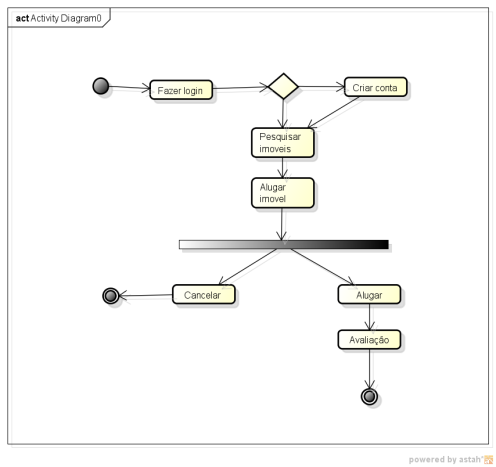 act Activity Diagram0
Fazer login
Criar conta
Pesquisar
imoveis
Alugar
imovel
Cancelar
Alugar
Avaliação
powered by astah*